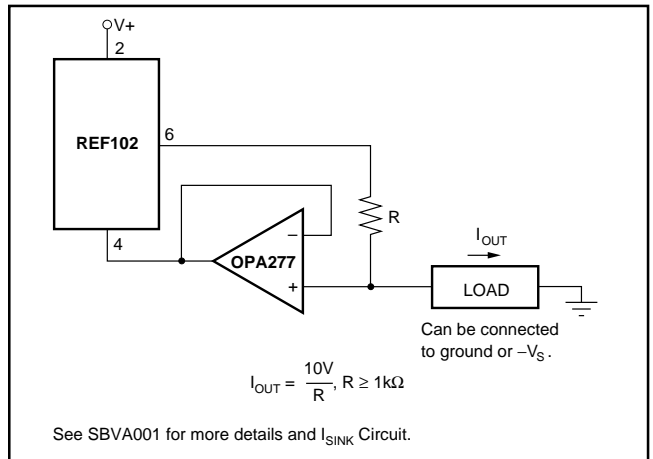 V+
2
REF102
6
R
4
–
OPA277
+
I_OUT
LOAD
Can be connected
to ground or –V_S.
I_OUT = 10V/R, R ≥ 1kΩ
See SBVA001 for more details and I_SINK Circuit.